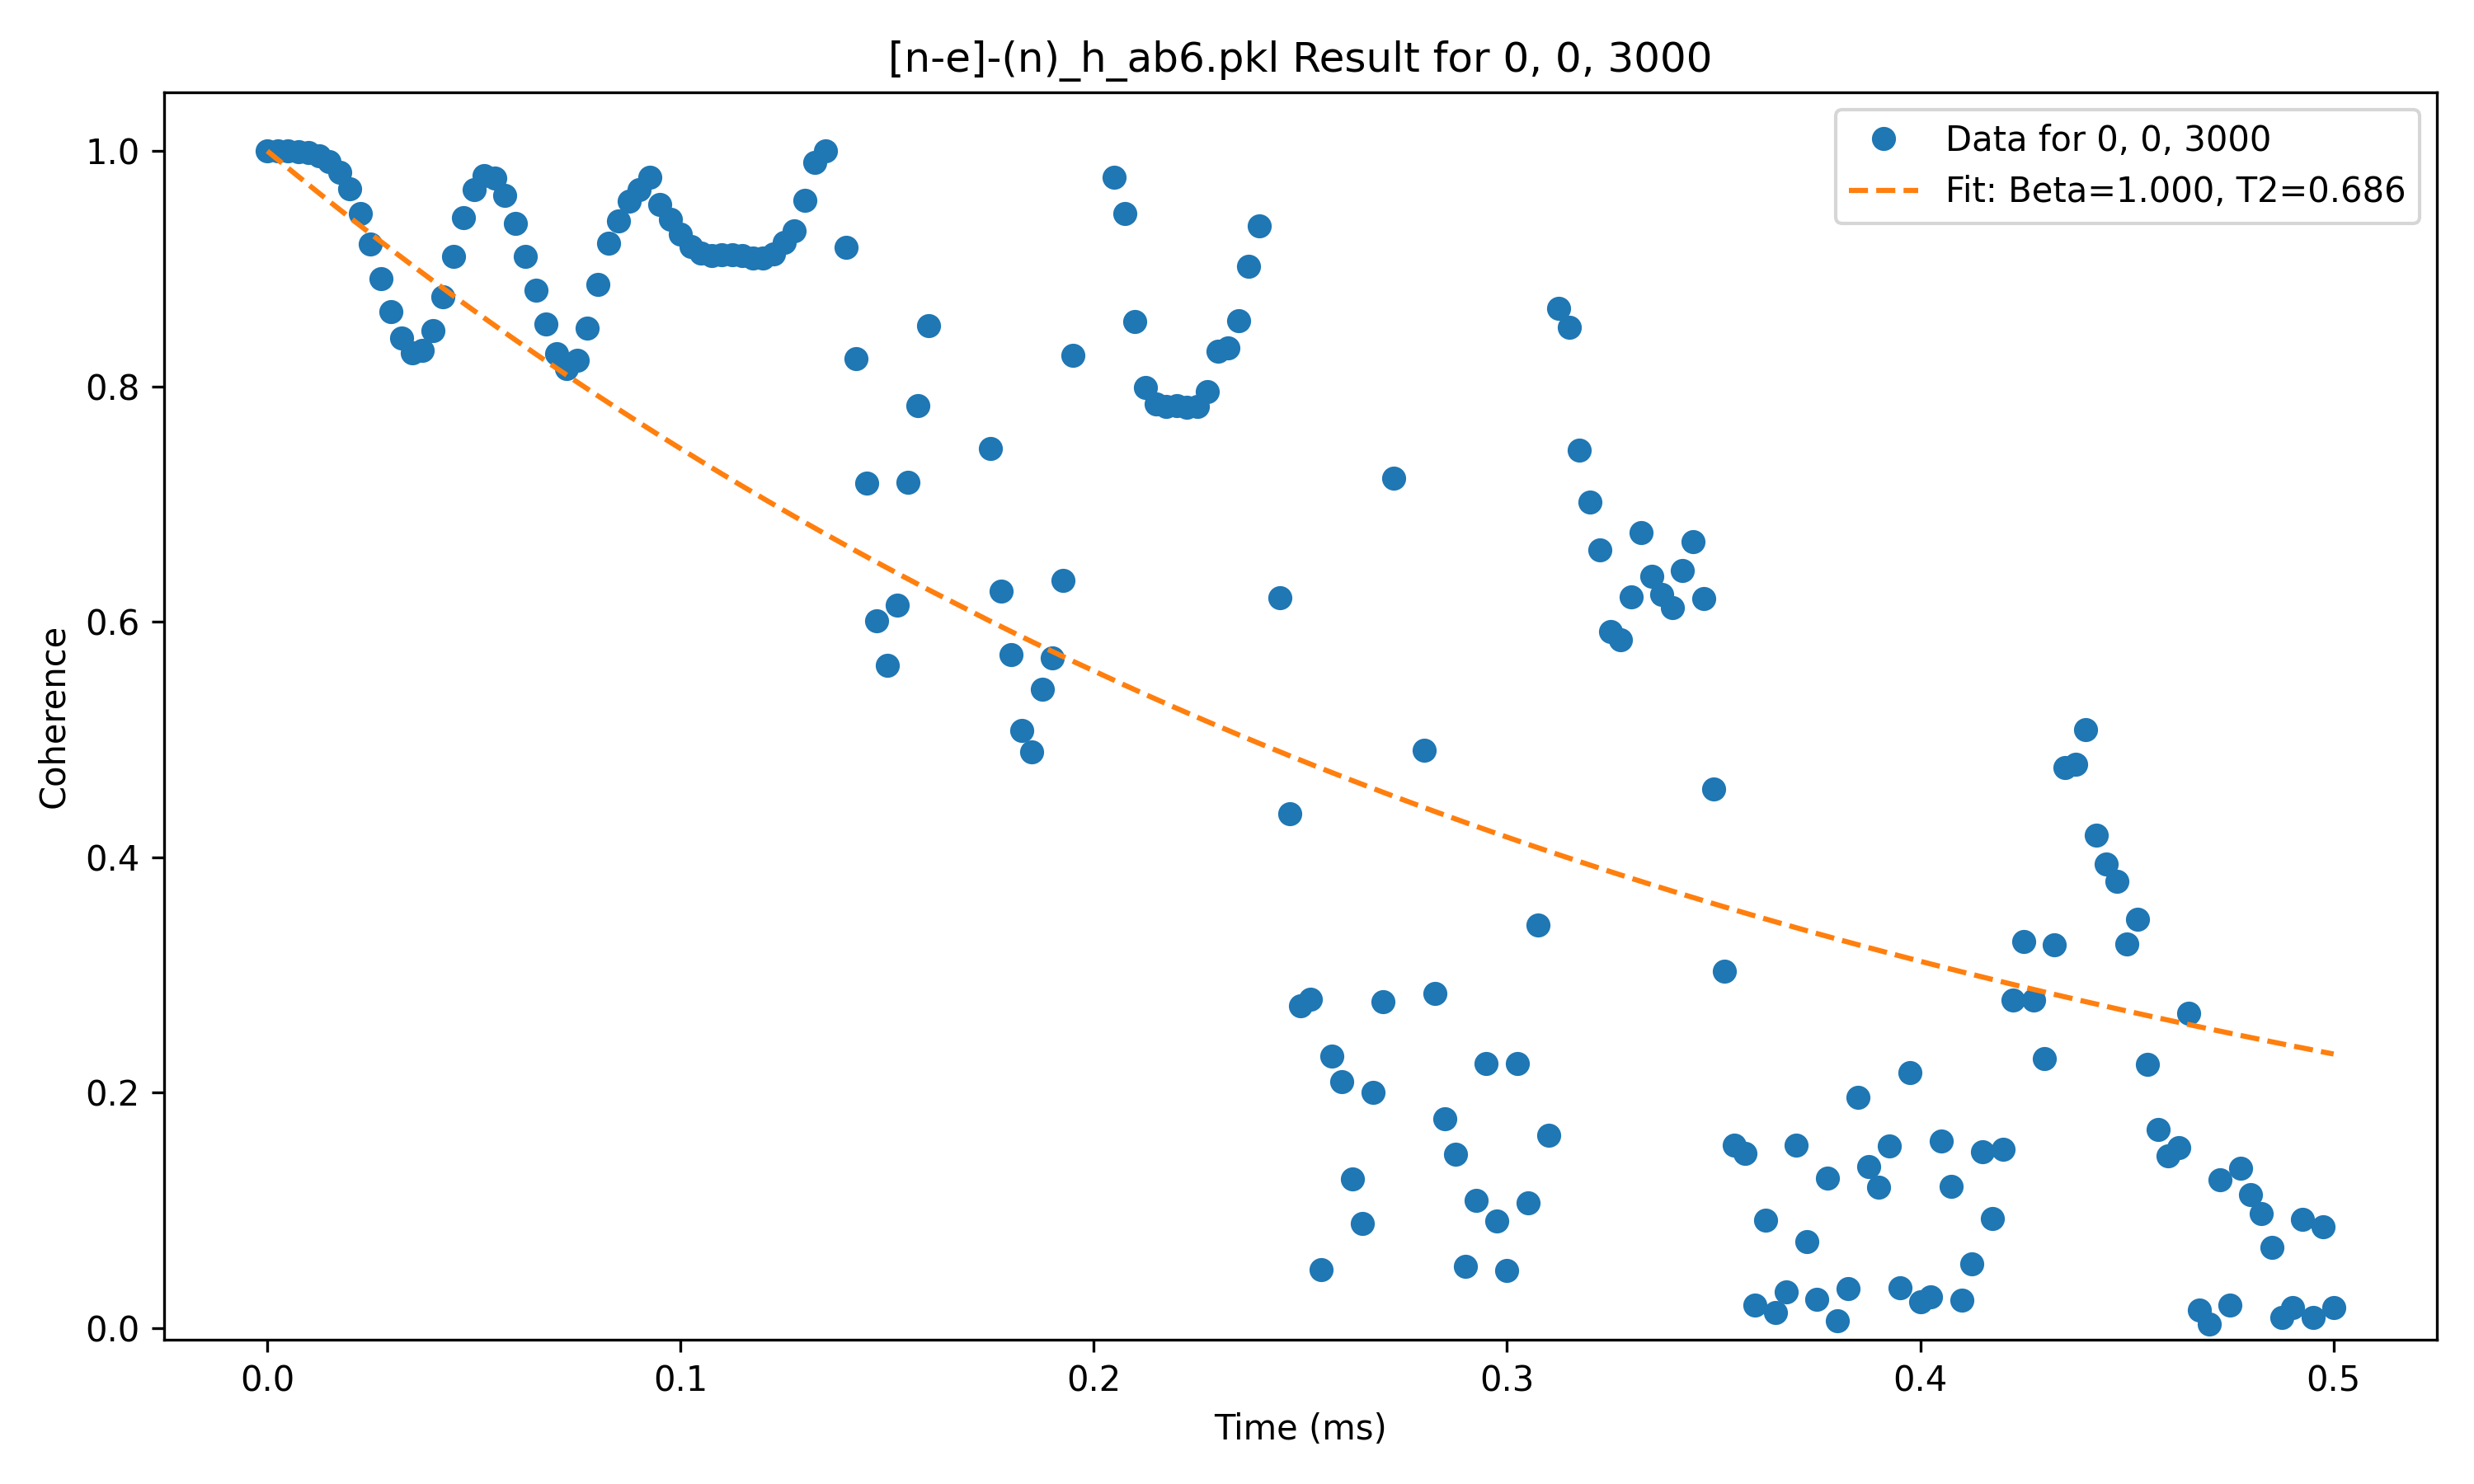 [n-e]-(n)_h_ab6.pkl Result for 0, 0, 3000
Data for 0, 0, 3000
Fit: Beta=1.000, T2=0.686
Coherence
1.0
0.8
0.6
0.4
0.2
0.0
0.0 0.1 0.2 0.3 0.4 0.5
Time (ms)